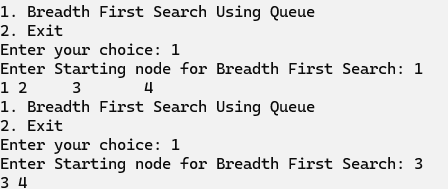 1. Breadth First Search Using Queue
2. Exit
Enter your choice: 1
Enter Starting node for Breadth First Search: 1
1 2     3       4
1. Breadth First Search Using Queue
2. Exit
Enter your choice: 1
Enter Starting node for Breadth First Search: 3
3 4